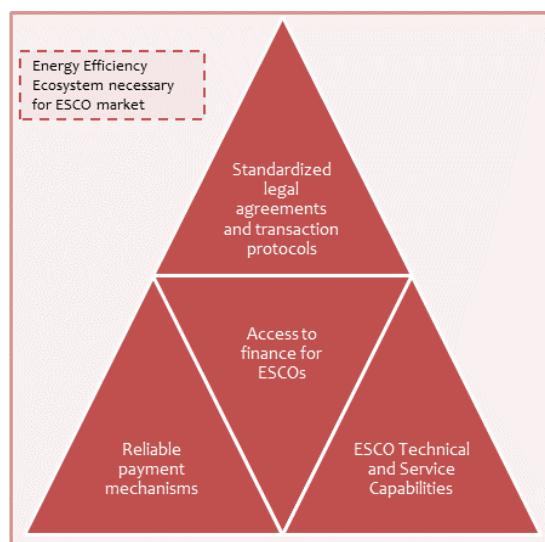 Energy Efficiency
Ecosystem necessary
for ESCO market
Standardized
legal
agreements
and transaction
protocols
Access to
finance for
ESCOs
Reliable
payment
mechanisms
ESCO Technical
and Service
Capabilities